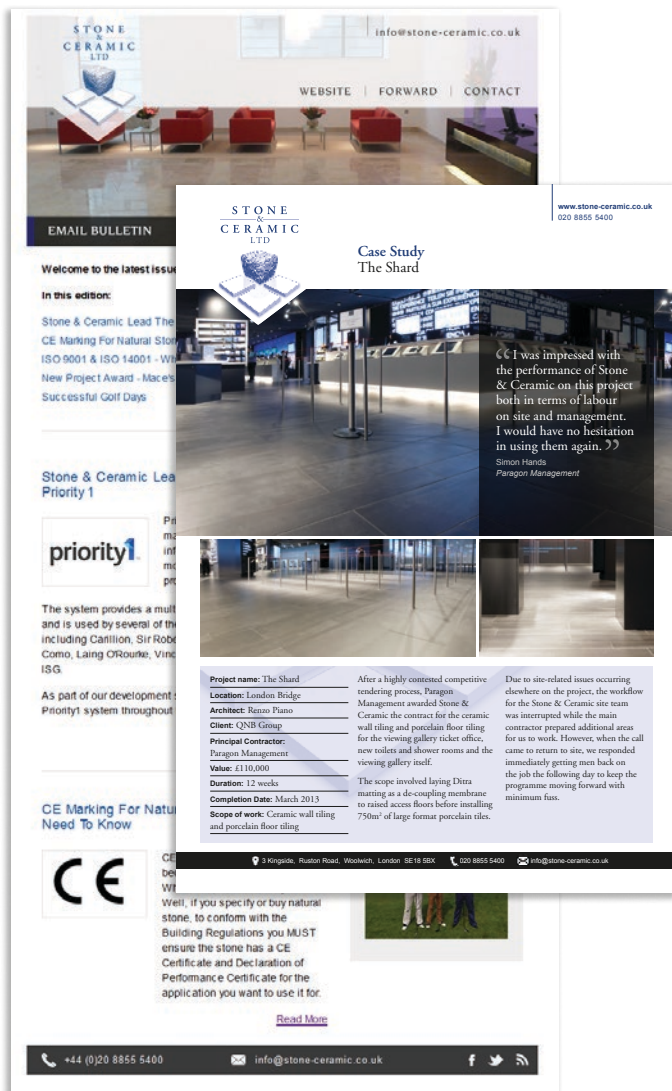 STONE
&
CERAMIC
LTD
info@stone-ceramic.co.uk
WEBSITE | FORWARD | CONTACT
EMAIL BULLETIN
Welcome to the latest issue
In this edition:
Stone & Ceramic Lead The
CE Marking For Natural Ston
ISO 9001 & ISO 14001 - Wh
New Project Award - Mace's
Successful Golf Days
Stone & Ceramic Lea
Priority 1
priority1
Pri
ma
inf
mo
pro
The system provides a mult
and is used by several of the
including Carillion, Sir Robe
Como, Laing O'Rourke, Vinc
ISG.
As part of our development s
Priority1 system throughout
CE Marking For Natu
Need To Know
CE
CE
bee
Wh
Well, if you specify or buy natural
stone, to conform with the
Building Regulations you MUST
ensure the stone has a CE
Certificate and Declaration of
Performance Certificate for the
application you want to use it for.
Read More
+44 (0)20 8855 5400
info@stone-ceramic.co.uk
STONE
&
CERAMIC
LTD
www.stone-ceramic.co.uk
020 8855 5400
Case Study
The Shard
“I was impressed with
the performance of Stone
& Ceramic on this project
both in terms of labour
on site and management.
I would have no hesitation
in using them again.”
Simon Hands
Paragon Management
Project name: The Shard
Location: London Bridge
Architect: Renzo Piano
Client: QNB Group
Principal Contractor:
Paragon Management
Value: £110,000
Duration: 12 weeks
Completion Date: March 2013
Scope of work: Ceramic wall tiling
and porcelain floor tiling
After a highly contested competitive
tendering process, Paragon
Management awarded Stone &
Ceramic the contract for the ceramic
wall tiling and porcelain floor tiling
for the viewing gallery ticket office,
new toilets and shower rooms and the
viewing gallery itself.
The scope involved laying Ditra
matting as a de-coupling membrane
to raised access floors before installing
750m² of large format porcelain tiles.
Due to site-related issues occurring
elsewhere on the project, the workflow
for the Stone & Ceramic site team
was interrupted while the main
contractor prepared additional areas
for us to work. However, when the call
came to return to site, we responded
immediately getting men back on
the job the following day to keep the
programme moving forward with
minimum fuss.
3 Kingside, Ruston Road, Woolwich, London SE18 5BX 020 8855 5400 info@stone-ceramic.co.uk